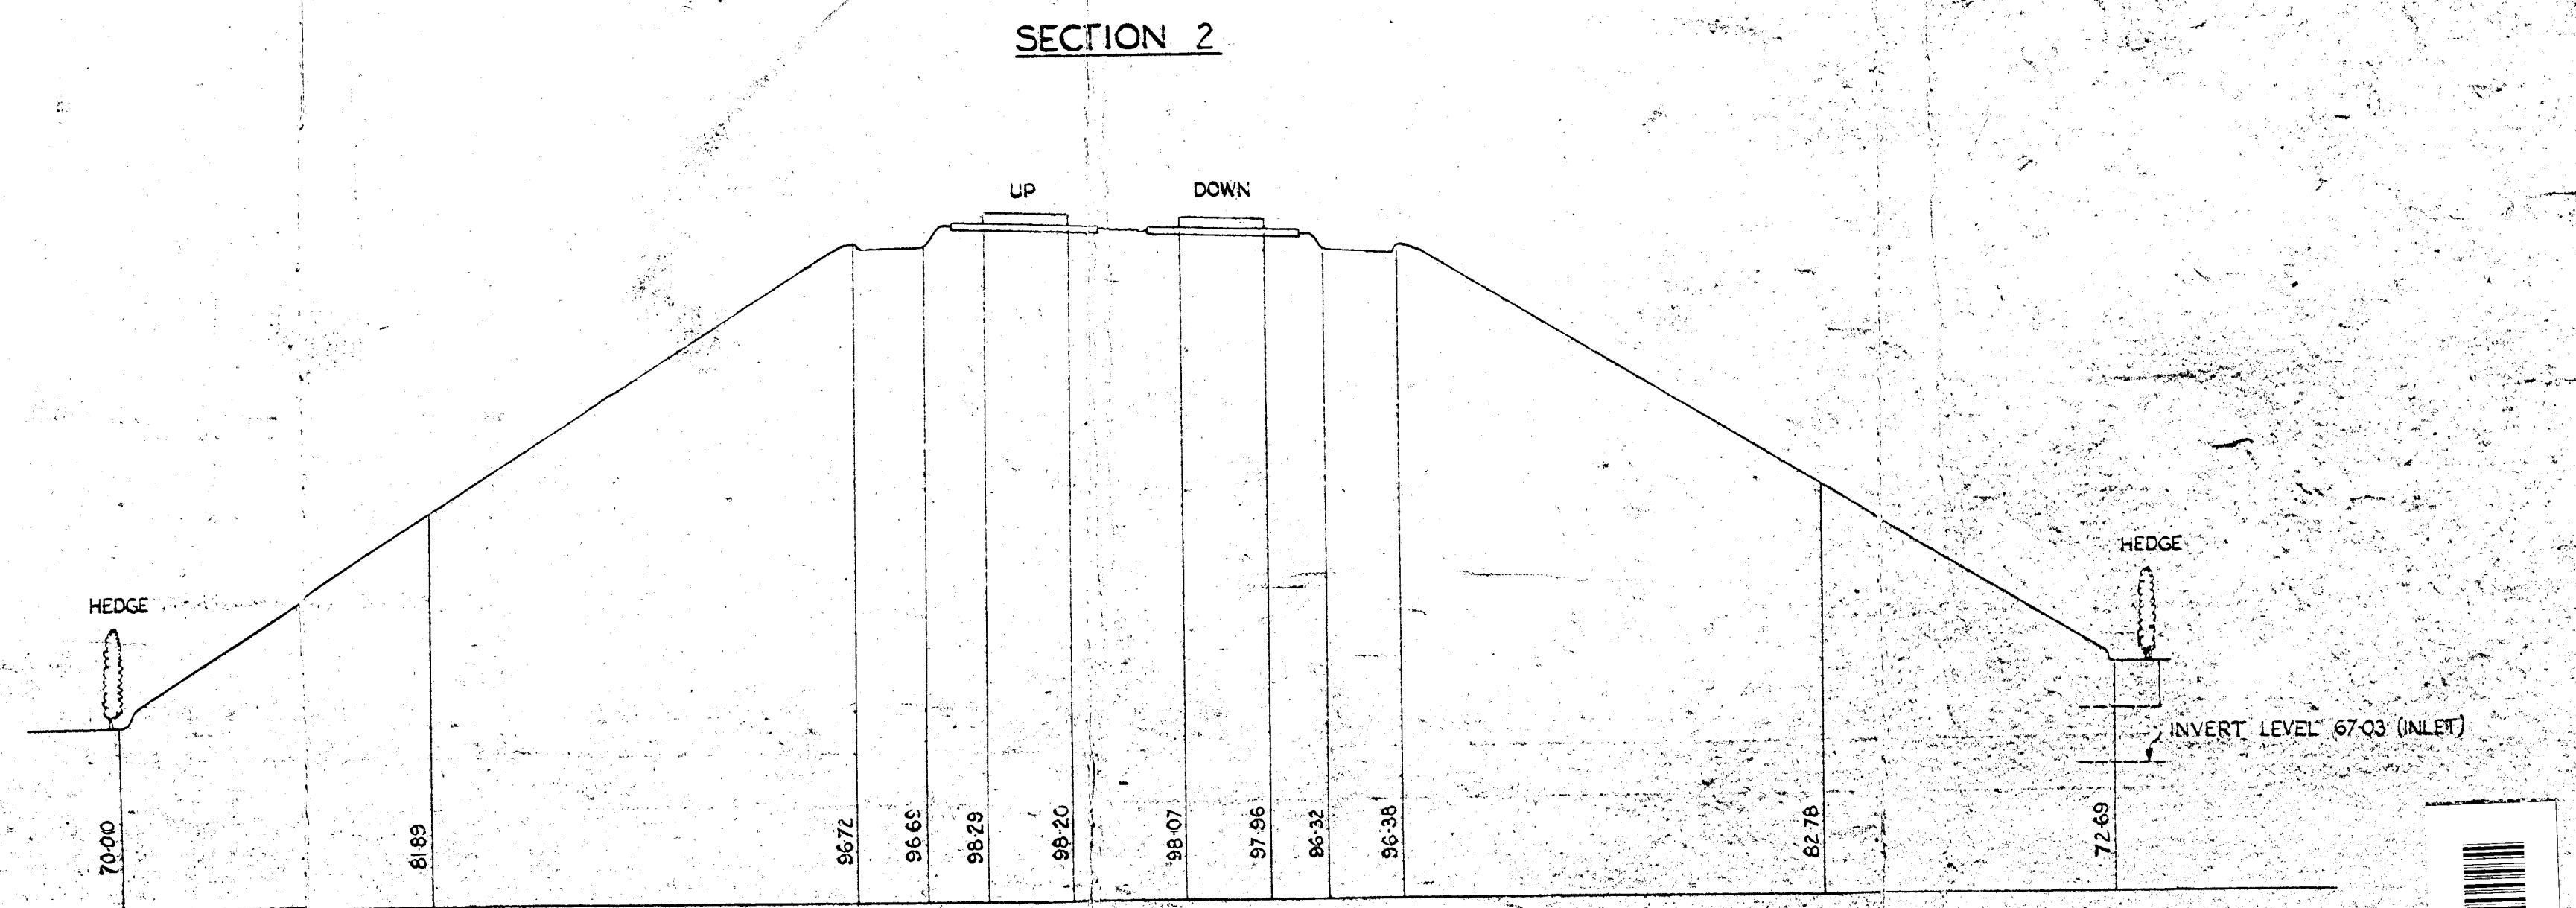 SECTION 2
UP
DOWN
HEDGE
HEDGE
INVERT LEVEL 67·03 (INLET)
70·00
81·89
96·72
96·69
98·29
98·20
98·07
97·96
96·32
96·38
82·78
72·69